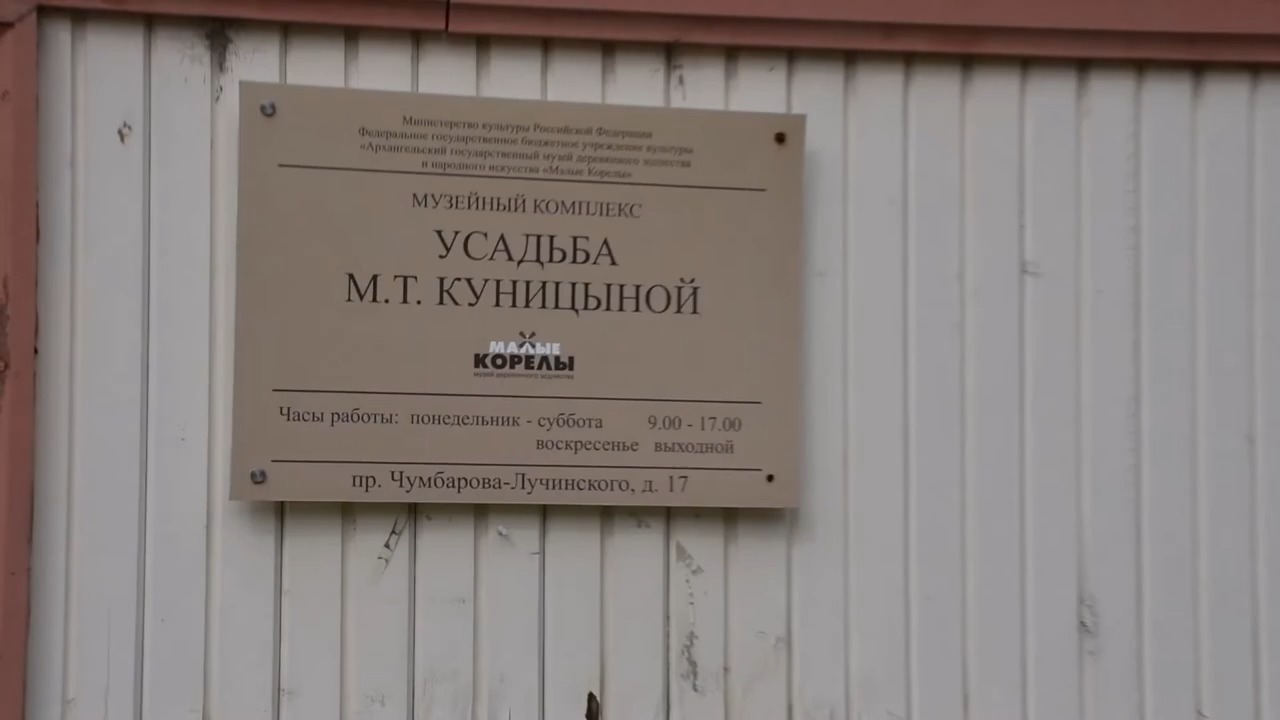 Министерство культуры Российской Федерации
Федеральное государственное бюджетное учреждение культуры
«Архангельский государственный музей деревянного зодчества
и народного искусства «Малые Корелы»
МУЗЕЙНЫЙ КОМПЛЕКС
УСАДЬБА
М.Т. КУНИЦЫНОЙ
МАЛЫЕ
КОРЕЛЫ
музей деревянного зодчества
Часы работы: понедельник - суббота 9.00 - 17.00
воскресенье выходной
пр. Чумбарова-Лучинского, д. 17